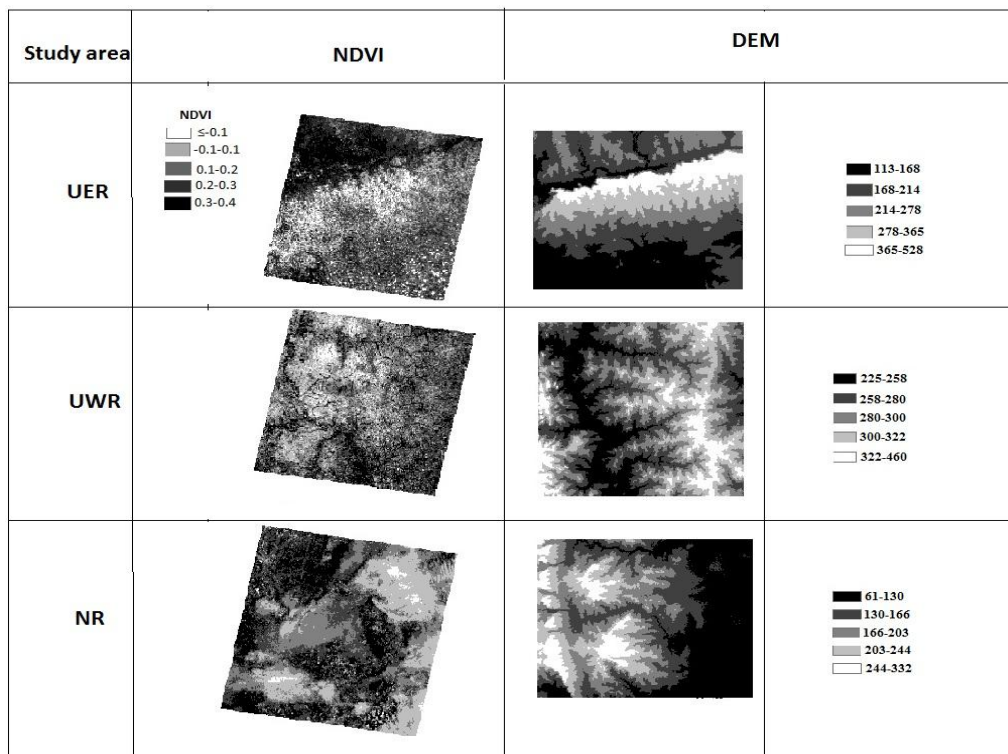 Study area
NDVI
DEM
UER
NDVI
≤-0.1
-0.1-0.1
0.1-0.2
0.2-0.3
0.3-0.4
113-168
168-214
214-278
278-365
365-528
UWR
225-258
258-280
280-300
300-322
322-460
NR
61-130
130-166
166-203
203-244
244-332